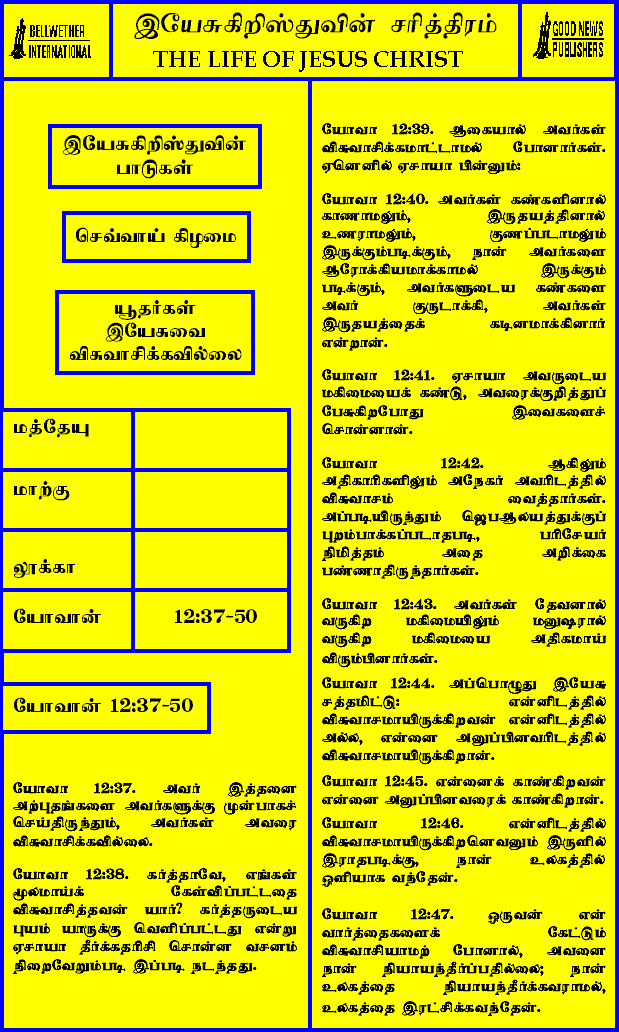 BELLWETHER
INTERNATIONAL
இயேசுகிறிஸ்துவின் சரித்திரம்
THE LIFE OF JESUS CHRIST
GOOD NEWS
PUBLISHERS
இயேசுகிறிஸ்துவின்
பாடுகள்
செவ்வாய் கிழமை
யூதர்கள்
இயேசுவை
விசுவாசிக்கவில்லை
மத்தேயு
மாற்கு
லூக்கா
யோவான் 12:37-50
யோவான் 12:37-50
யோவா 12:37. அவர் இத்தனை
அற்புதங்களை அவர்களுக்கு முன்பாகச்
செய்திருந்தும், அவர்கள் அவரை
விசுவாசிக்கவில்லை.
யோவா 12:38. கர்த்தாவே, எங்கள்
மூலமாய்க் கேள்விப்பட்டதை
விசுவாசித்தவன் யார்? கர்த்தருடைய
புயம் யாருக்கு வெளிப்பட்டது என்று
ஏசாயா தீர்க்கதரிசி சொன்ன வசனம்
நிறைவேறும்படி இப்படி நடந்தது.
யோவா 12:39. ஆகையால் அவர்கள்
விசுவாசிக்கமாட்டாமல் போனார்கள்.
ஏனெனில் ஏசாயா பின்னும்:
யோவா 12:40. அவர்கள் கண்களினால்
காணாமலும், இருதயத்தினால்
உணராமலும், குணப்படாமலும்
இருக்கும்படிக்கும், நான் அவர்களை
ஆரோக்கியமாக்காமல் இருக்கும்
படிக்கும், அவர்களுடைய கண்களை
அவர் குருடாக்கி, அவர்கள்
இருதயத்தைக் கடினமாக்கினார்
என்றான்.
யோவா 12:41. ஏசாயா அவருடைய
மகிமையைக் கண்டு, அவரைக்குறித்துப்
பேசுகிறபோது இவைகளைச்
சொன்னான்.
யோவா 12:42. ஆகிலும்
அதிகாரிகளிலும் அநேகர் அவரிடத்தில்
விசுவாசம் வைத்தார்கள்.
அப்படியிருந்தும் ஜெபஆலயத்துக்குப்
புறம்பாக்கப்படாதபடி, பரிசேயர்
நிமித்தம் அதை அறிக்கை
பண்ணாதிருந்தார்கள்.
யோவா 12:43. அவர்கள் தேவனால்
வருகிற மகிமையிலும் மனுஷரால்
வருகிற மகிமையை அதிகமாய்
விரும்பினார்கள்.
யோவா 12:44. அப்பொழுது இயேசு
சத்தமிட்டு: என்னிடத்தில்
விசுவாசமாயிருக்கிறவன் என்னிடத்தில்
அல்ல, என்னை அனுப்பினவரிடத்தில்
விசுவாசமாயிருக்கிறான்.
யோவா 12:45. என்னைக் காண்கிறவன்
என்னை அனுப்பினவரைக் காண்கிறான்.
யோவா 12:46. என்னிடத்தில்
விசுவாசமாயிருக்கிறனெவனும் இருளில்
இராதபடிக்கு, நான் உலகத்தில்
ஒளியாக வந்தேன்.
யோவா 12:47. ஒருவன் என்
வார்த்தைகளைக் கேட்டும்
விசுவாசியாமற் போனால், அவனை
நான் நியாயந்தீர்ப்பதில்லை; நான்
உலகத்தை நியாயந்தீர்க்கவராமல்,
உலகத்தை இரட்சிக்கவந்தேன்.